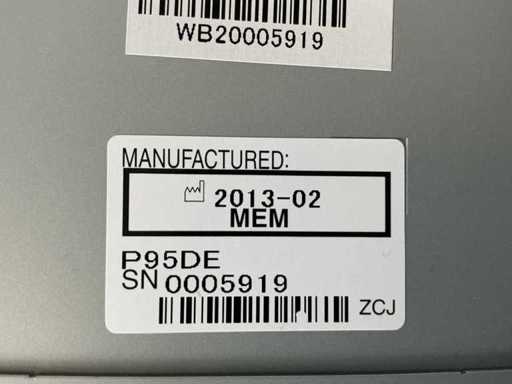 WB20005919
MANUFACTURED:
2013-02
MEM
P95DE
SN 0005919
ZCJ